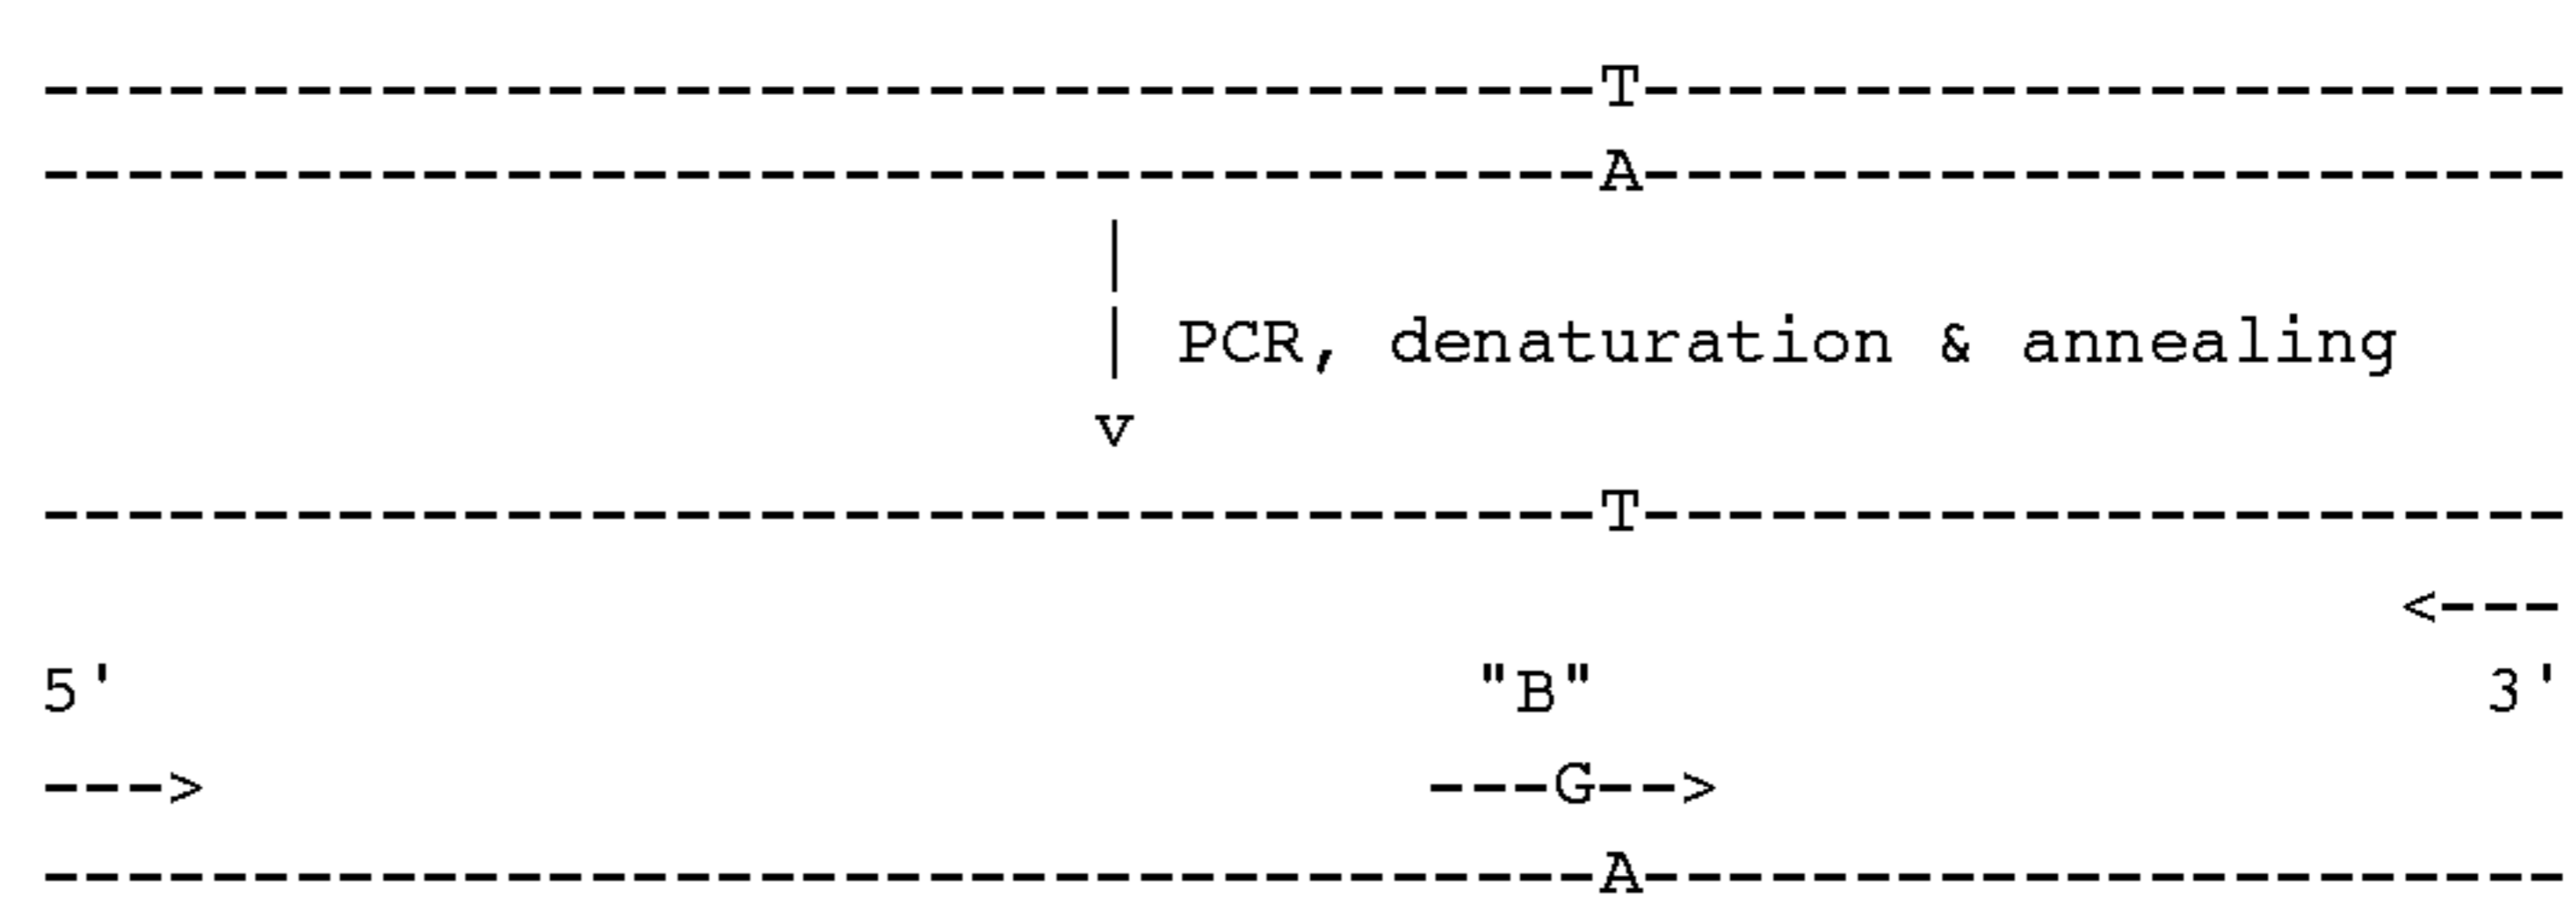 -------------------------------------T----------------------
-------------------------------------A----------------------
|
| PCR, denaturation & annealing
v
-------------------------------------T----------------------
<---
5' "B" 3'
---> ---G-->
-------------------------------------A----------------------